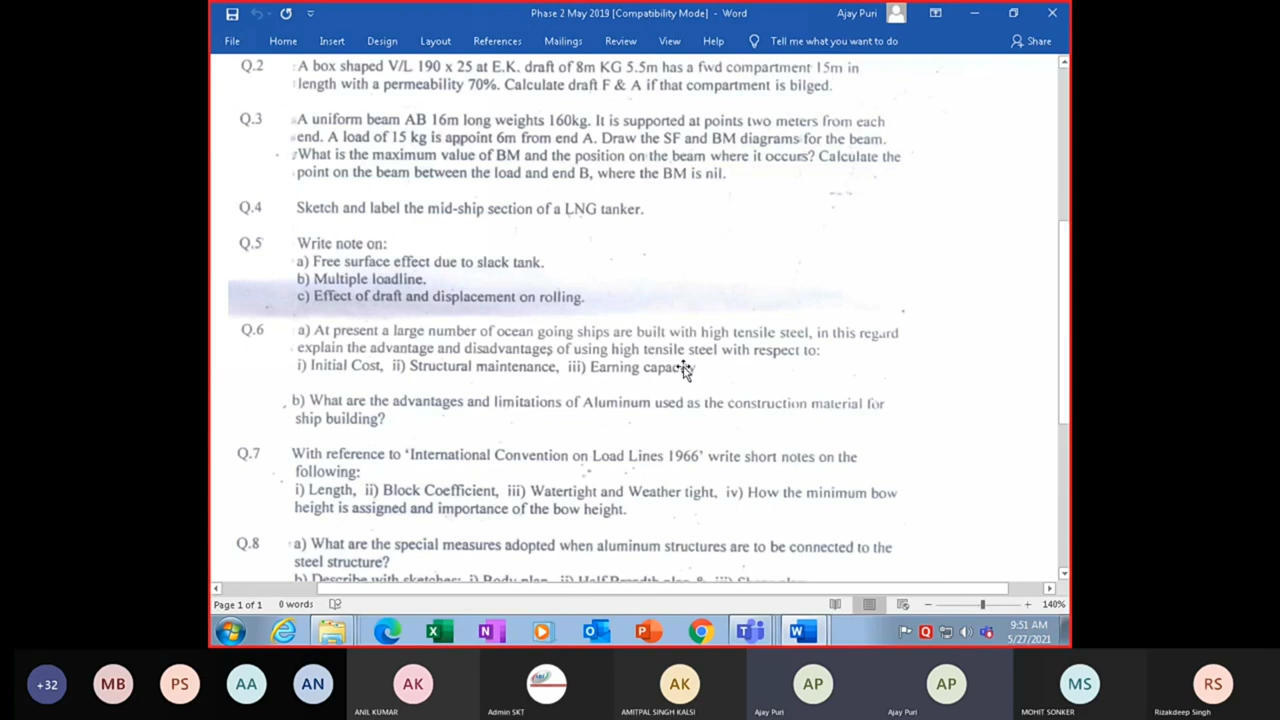 Phase 2 May 2019 [Compatibility Mode] - Word
Ajay Puri
File Home Insert Design Layout References Mailings Review View Help Tell me what you want to do Share
Q.2 A box shaped V/L 190 x 25 at E.K. draft of 8m KG 5.5m has a fwd compartment 15m in
length with a permeability 70%. Calculate draft F & A if that compartment is bilged.
Q.3 A uniform beam AB 16m long weights 160kg. It is supported at points two meters from each
end. A load of 15 kg is appoint 6m from end A. Draw the SF and BM diagrams for the beam.
What is the maximum value of BM and the position on the beam where it occurs? Calculate the
point on the beam between the load and end B, where the BM is nil.
Q.4 Sketch and label the mid-ship section of a LNG tanker.
Q.5 Write note on:
a) Free surface effect due to slack tank.
b) Multiple loadline.
c) Effect of draft and displacement on rolling.
Q.6 a) At present a large number of ocean going ships are built with high tensile steel, in this regard
explain the advantage and disadvantages of using high tensile steel with respect to:
i) Initial Cost, ii) Structural maintenance, iii) Earning capacity
b) What are the advantages and limitations of Aluminum used as the construction material for
ship building?
Q.7 With reference to 'International Convention on Load Lines 1966' write short notes on the
following:
i) Length, ii) Block Coefficient, iii) Watertight and Weather tight, iv) How the minimum bow
height is assigned and importance of the bow height.
Q.8 a) What are the special measures adopted when aluminum structures are to be connected to the
steel structure?
b) Describe with sketches: i) Body plan, ii) Half Breadth plan & iii)
Page 1 of 1 0 words 140%
9:51 AM
5/27/2021
+32 MB PS AA AN AK AK AP AP MS RS
ANIL KUMAR Admin SKT AMITPAL SINGH KALSI Ajay Puri Ajay Puri MOHIT SONKER Rizakdeep Singh